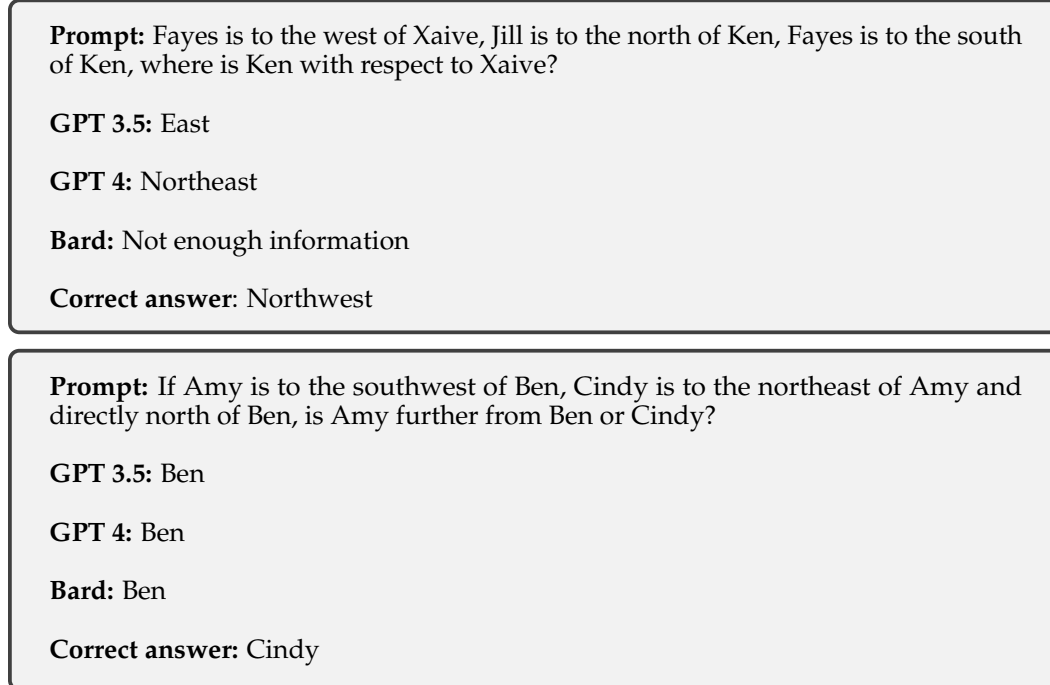 Prompt: Fayes is to the west of Xaive, Jill is to the north of Ken, Fayes is to the south
of Ken, where is Ken with respect to Xaive?
GPT 3.5: East
GPT 4: Northeast
Bard: Not enough information
Correct answer: Northwest
Prompt: If Amy is to the southwest of Ben, Cindy is to the northeast of Amy and
directly north of Ben, is Amy further from Ben or Cindy?
GPT 3.5: Ben
GPT 4: Ben
Bard: Ben
Correct answer: Cindy